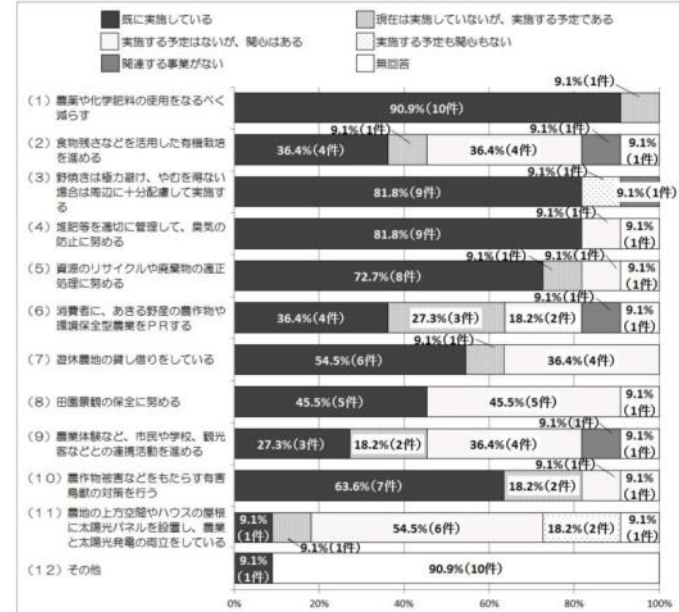 既に実施している
現在は実施していないが、実施する予定である
実施する予定はないが、関心はある
実施する予定も関心もない
関連する事業がない
無回答
9.1%(1件)
(1) 農薬や化学肥料の使用をなるべく
減らす
90.9%(10件)
9.1%(1件)
9.1%(1件)
(2) 食物残さなどを活用した有機栽培
を進める
36.4%(4件)
36.4%(4件)
9.1%
(1件)
9.1%(1件)
(3) 野焼きは極力避け、やむを得ない
場合は周辺に十分配慮して実施す
る
81.8%(9件)
9.1%(1件)
9.1%(1件)
(4) 堆肥等を適切に管理して、臭気の
防止に努める
81.8%(9件)
9.1%
(1件)
9.1%(1件)
9.1%(1件)
(5) 資源のリサイクルや廃棄物の適正
処理に努める
72.7%(8件)
9.1%
(1件)
9.1%(1件)
(6) 消費者に、あきる野産の農作物や
環境保全型農業をPRする
36.4%(4件)
27.3%(3件)
18.2%(2件)
9.1%
(1件)
9.1%(1件)
(7) 遊休農地の貸し借りをしている
54.5%(6件)
36.4%(4件)
(8) 田園景観の保全に努める
45.5%(5件)
45.5%(5件)
9.1%
(1件)
9.1%(1件)
(9) 農業体験など、市民や学校、観光
客などとの連携活動を進める
27.3%(3件)
18.2%(2件)
36.4%(4件)
9.1%
(1件)
9.1%(1件)
(10) 農作物被害などをもたらす有害
鳥獣の対策を行う
63.6%(7件)
18.2%(2件)
9.1%
(1件)
(11) 農地の上方空間やハウスの屋根
に太陽光パネルを設置し、農業
と太陽光発電の両立をしている
9.1%
(1件)
54.5%(6件)
18.2%(2件)
9.1%
(1件)
9.1%(1件)
(12) その他
9.1%
(1件)
90.9%(10件)
0%
20%
40%
60%
80%
100%